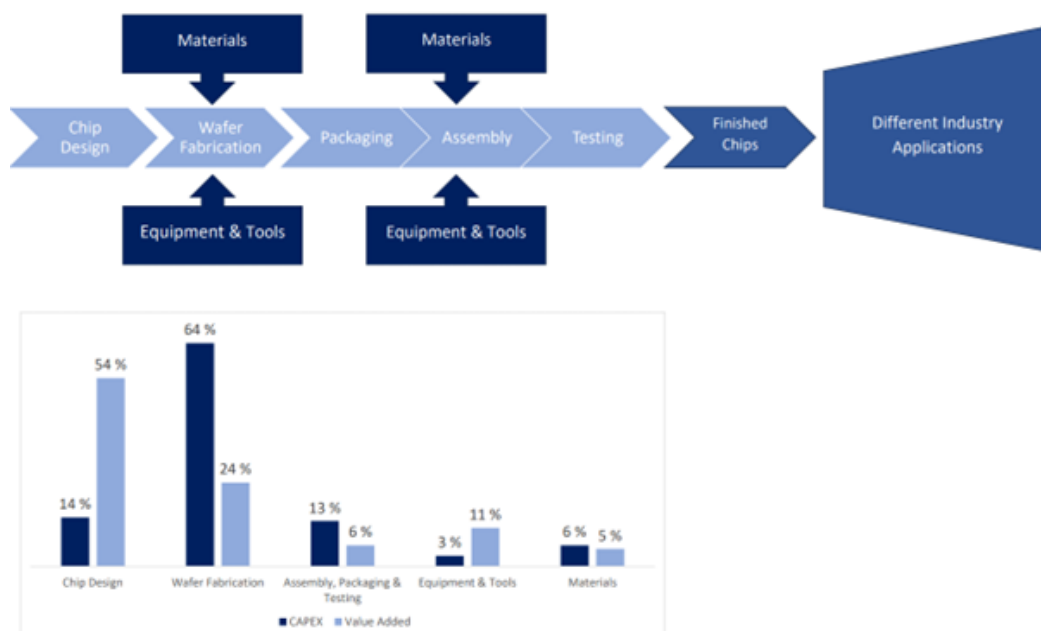 Materials
Materials
Chip
Design
Wafer
Fabrication
Packaging
Assembly
Testing
Finished
Chips
Different Industry
Applications
Equipment & Tools
Equipment & Tools
14 %
54 %
64 %
24 %
13 %
6 %
3 %
11 %
6 %
5 %
Chip Design
Wafer Fabrication
Assembly, Packaging &
Testing
Equipment & Tools
Materials
CAPEX
Value Added